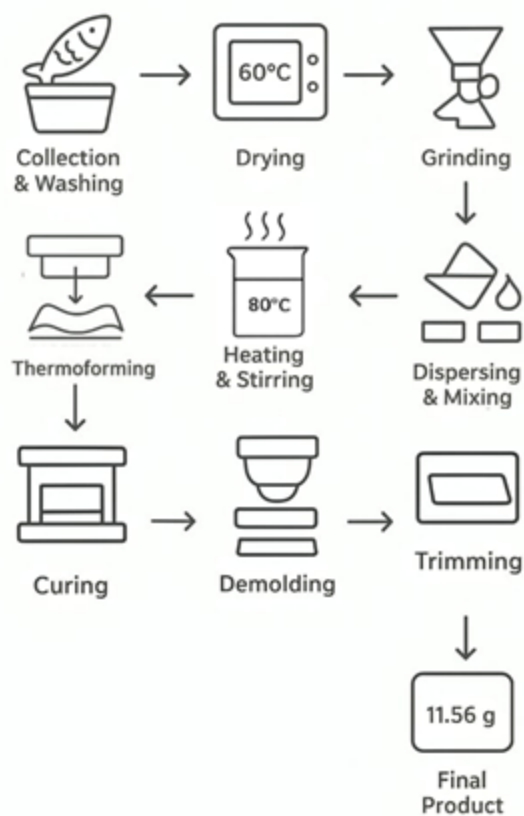 60°C
Collection
& Washing
Drying
Grinding
80°C
Thermoforming
Heating
& Stirring
Dispersing
& Mixing
Curing
Demolding
Trimming
11.56 g
Final
Product